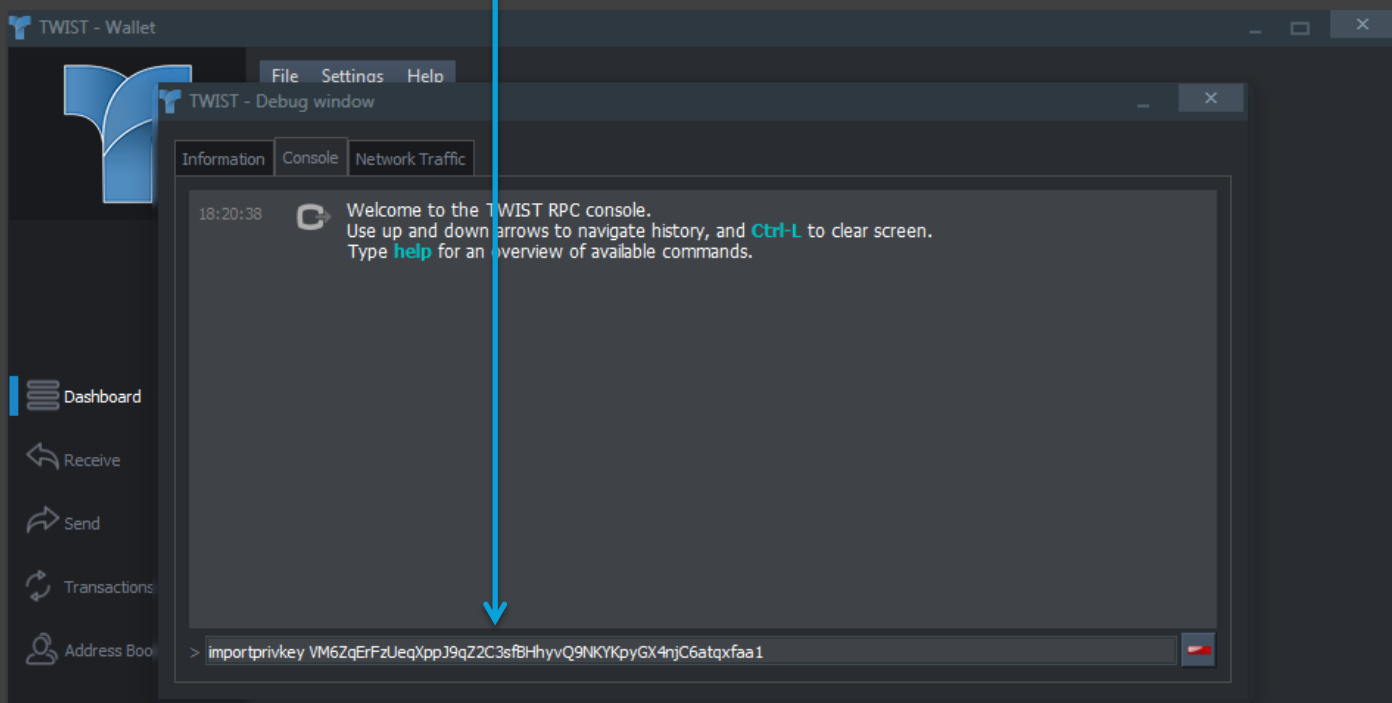 TWIST - Wallet
File Settings Help
TWIST - Debug window
Information Console Network Traffic
18:20:38 Welcome to the TWIST RPC console.
Use up and down arrows to navigate history, and Ctrl-L to clear screen.
Type help for an overview of available commands.
Dashboard
Receive
Send
Transactions
Address Boo
> importprivkey VM6ZqErFzUeqXppJ9qZ2C3sfBHhyvQ9NKYKpyGX4njC6atqxfaa1